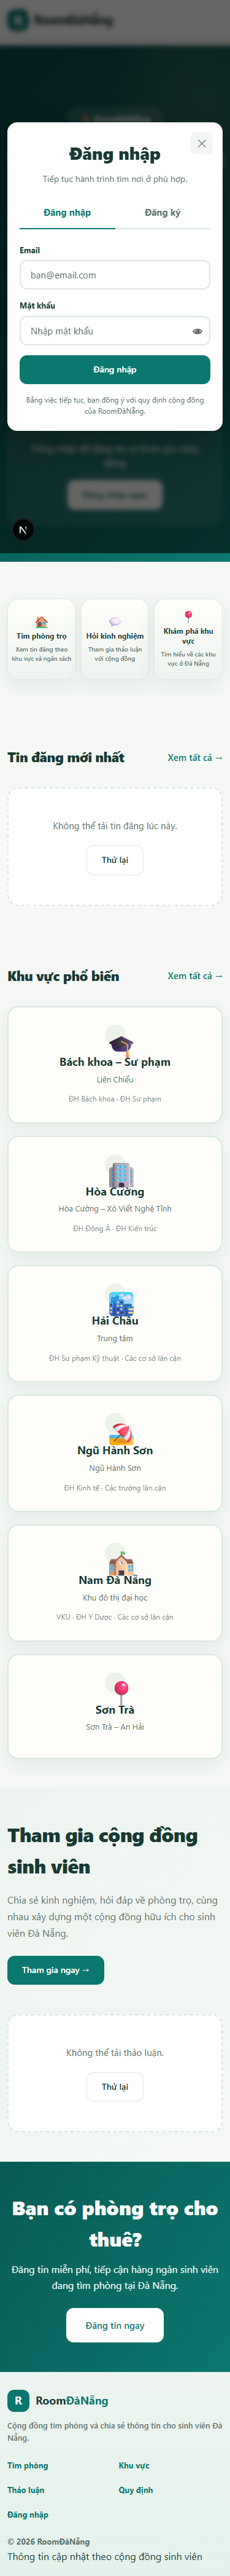 RoomĐàNẵng
Đăng nhập
Tiếp tục hành trình tìm nơi ở phù hợp.
Đăng nhập
Đăng ký
Email
ban@email.com
Mật khẩu
Nhập mật khẩu
Đăng nhập
Bằng việc tiếp tục, bạn đồng ý với quy định cộng đồng
của RoomĐàNẵng.
N
Tìm phòng trọ
Xem tin đăng theo
khu vực và ngân sách
Hỏi kinh nghiệm
Tham gia thảo luận
với cộng đồng
Khám phá khu
vực
Tìm hiểu về các khu
vực ở Đà Nẵng
Tin đăng mới nhất
Xem tất cả →
Không thể tải tin đăng lúc này.
Thử lại
Khu vực phổ biến
Xem tất cả →
Bách khoa – Sư phạm
Liên Chiểu
ĐH Bách khoa · ĐH Sư phạm
Hòa Cường
Hòa Cường – Xô Viết Nghệ Tĩnh
ĐH Đông Á · ĐH Kiến trúc
Hải Châu
Trung tâm
ĐH Sư phạm Kỹ thuật · Các cơ sở lân cận
Ngũ Hành Sơn
Ngũ Hành Sơn
ĐH Kinh tế · Các trường lân cận
Nam Đà Nẵng
Khu đô thị đại học
VKU · ĐH Y Dược · Các cơ sở lân cận
Sơn Trà
Sơn Trà – An Hải
Tham gia cộng đồng
sinh viên
Chia sẻ kinh nghiệm, hỏi đáp về phòng trọ, cùng
nhau xây dựng một cộng đồng hữu ích cho sinh
viên Đà Nẵng.
Tham gia ngay →
Không thể tải thảo luận.
Thử lại
Bạn có phòng trọ cho
thuê?
Đăng tin miễn phí, tiếp cận hàng ngàn sinh viên
đang tìm phòng tại Đà Nẵng.
Đăng tin ngay
R RoomĐàNẵng
Cộng đồng tìm phòng và chia sẻ thông tin cho sinh viên Đà
Nẵng.
Tìm phòng
Khu vực
Thảo luận
Quy định
Đăng nhập
© 2026 RoomĐàNẵng
Thông tin cập nhật theo cộng đồng sinh viên